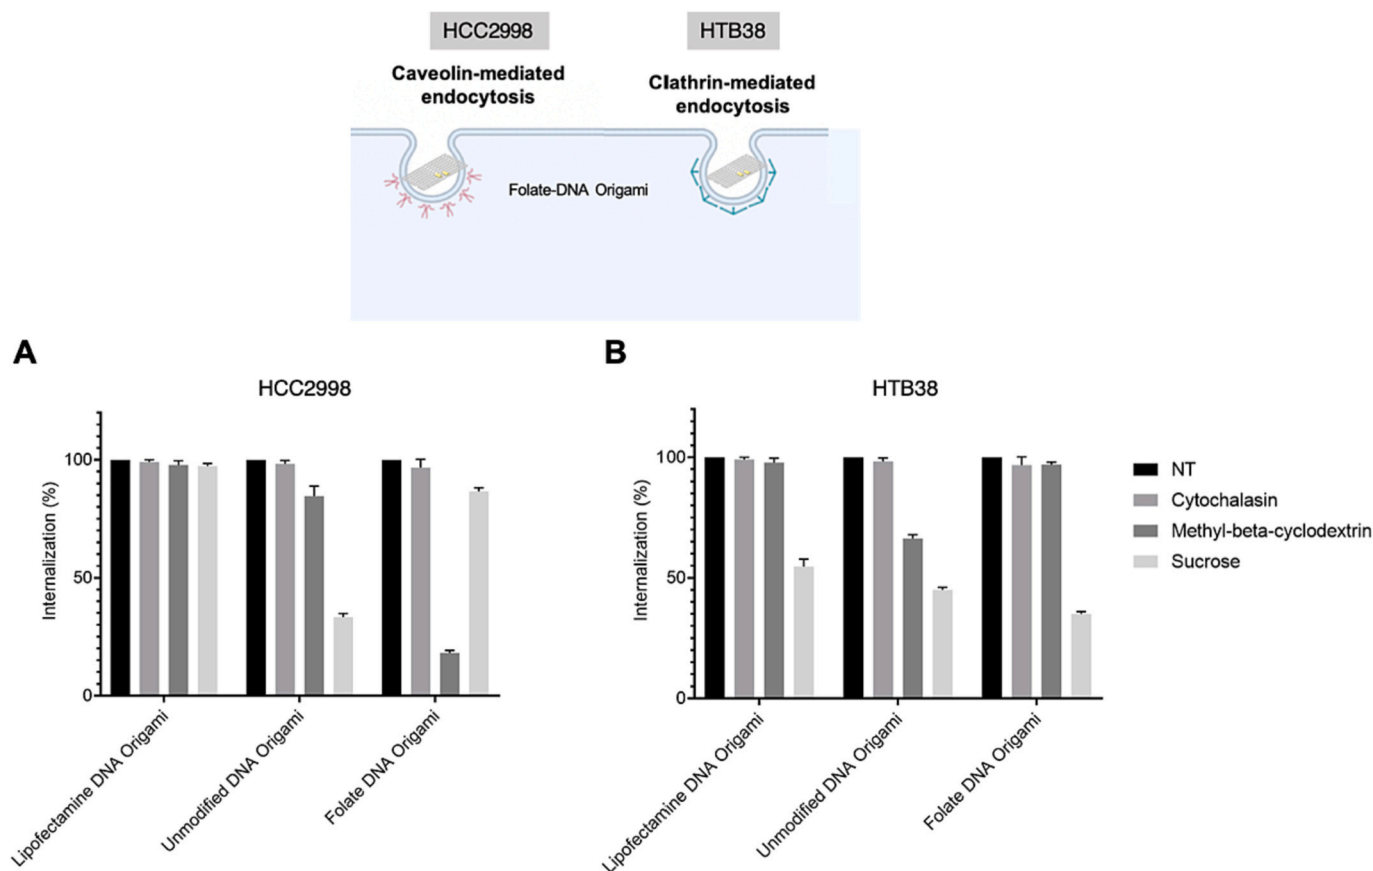 HCC2998
HTB38
Caveolin-mediated
endocytosis
Clathrin-mediated
endocytosis
Folate-DNA Origami
A
HCC2998
Internalization (%)
100
50
0
Lipofectamine DNA Origami
Unmodified DNA Origami
Folate DNA Origami
B
HTB38
Internalization (%)
100
50
0
Lipofectamine DNA Origami
Unmodified DNA Origami
Folate DNA Origami
NT
Cytochalasin
Methyl-beta-cyclodextrin
Sucrose